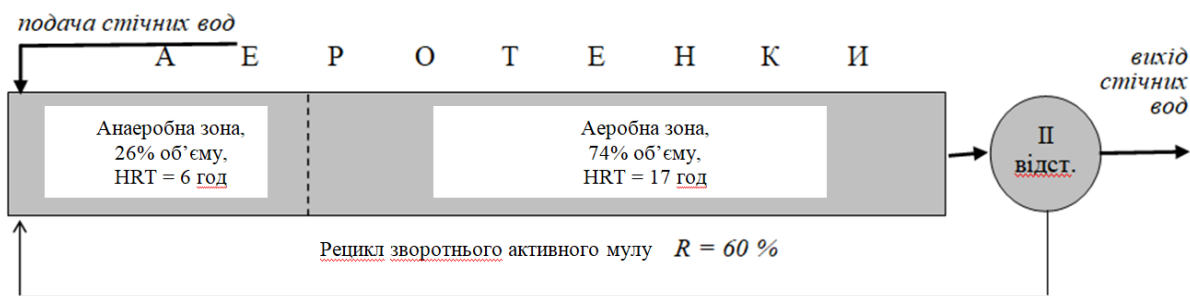 подача стічних вод
А Е Р О Т Е Н К И
вихід
стічних
вод
Анаеробна зона,
26% об’єму,
HRT = 6 год
Аеробна зона,
74% об’єму,
HRT = 17 год
ІІ
відст.
Рецикл зворотнього активного мулу R = 60 %